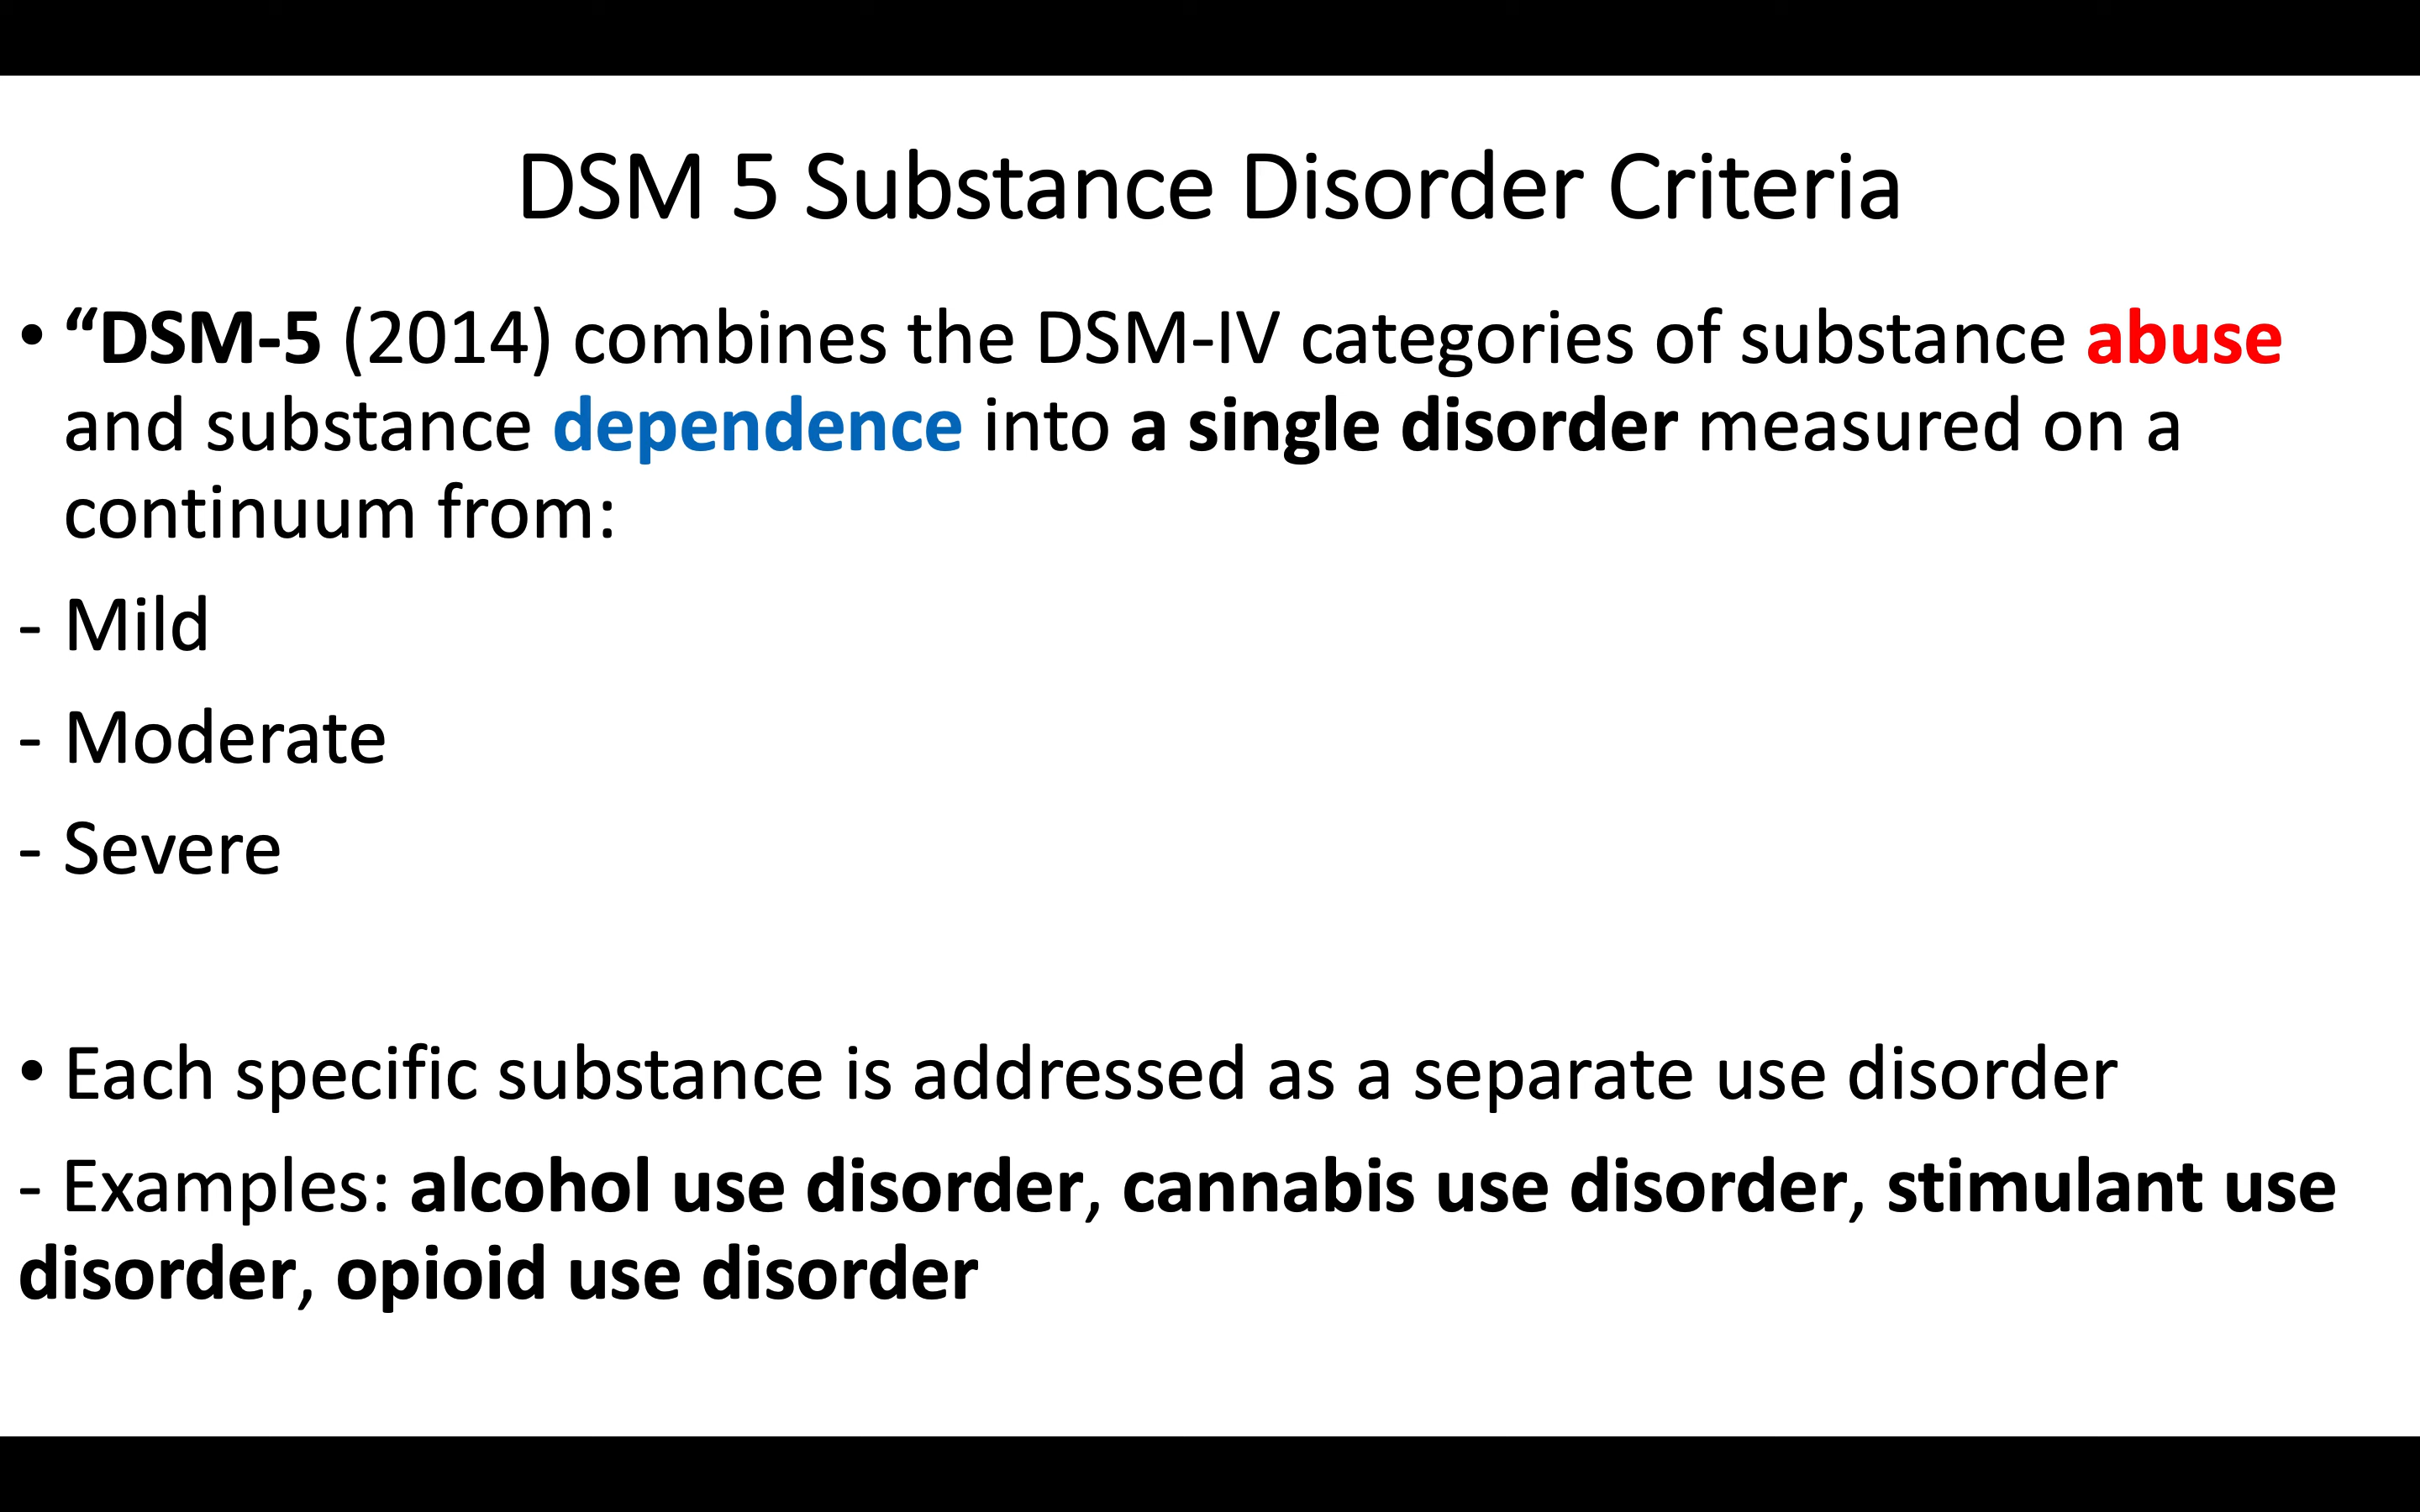 DSM 5 Substance Disorder Criteria
• “DSM-5 (2014) combines the DSM-IV categories of substance abuse
and substance dependence into a single disorder measured on a
continuum from:
- Mild
- Moderate
- Severe
• Each specific substance is addressed as a separate use disorder
- Examples: alcohol use disorder, cannabis use disorder, stimulant use
disorder, opioid use disorder